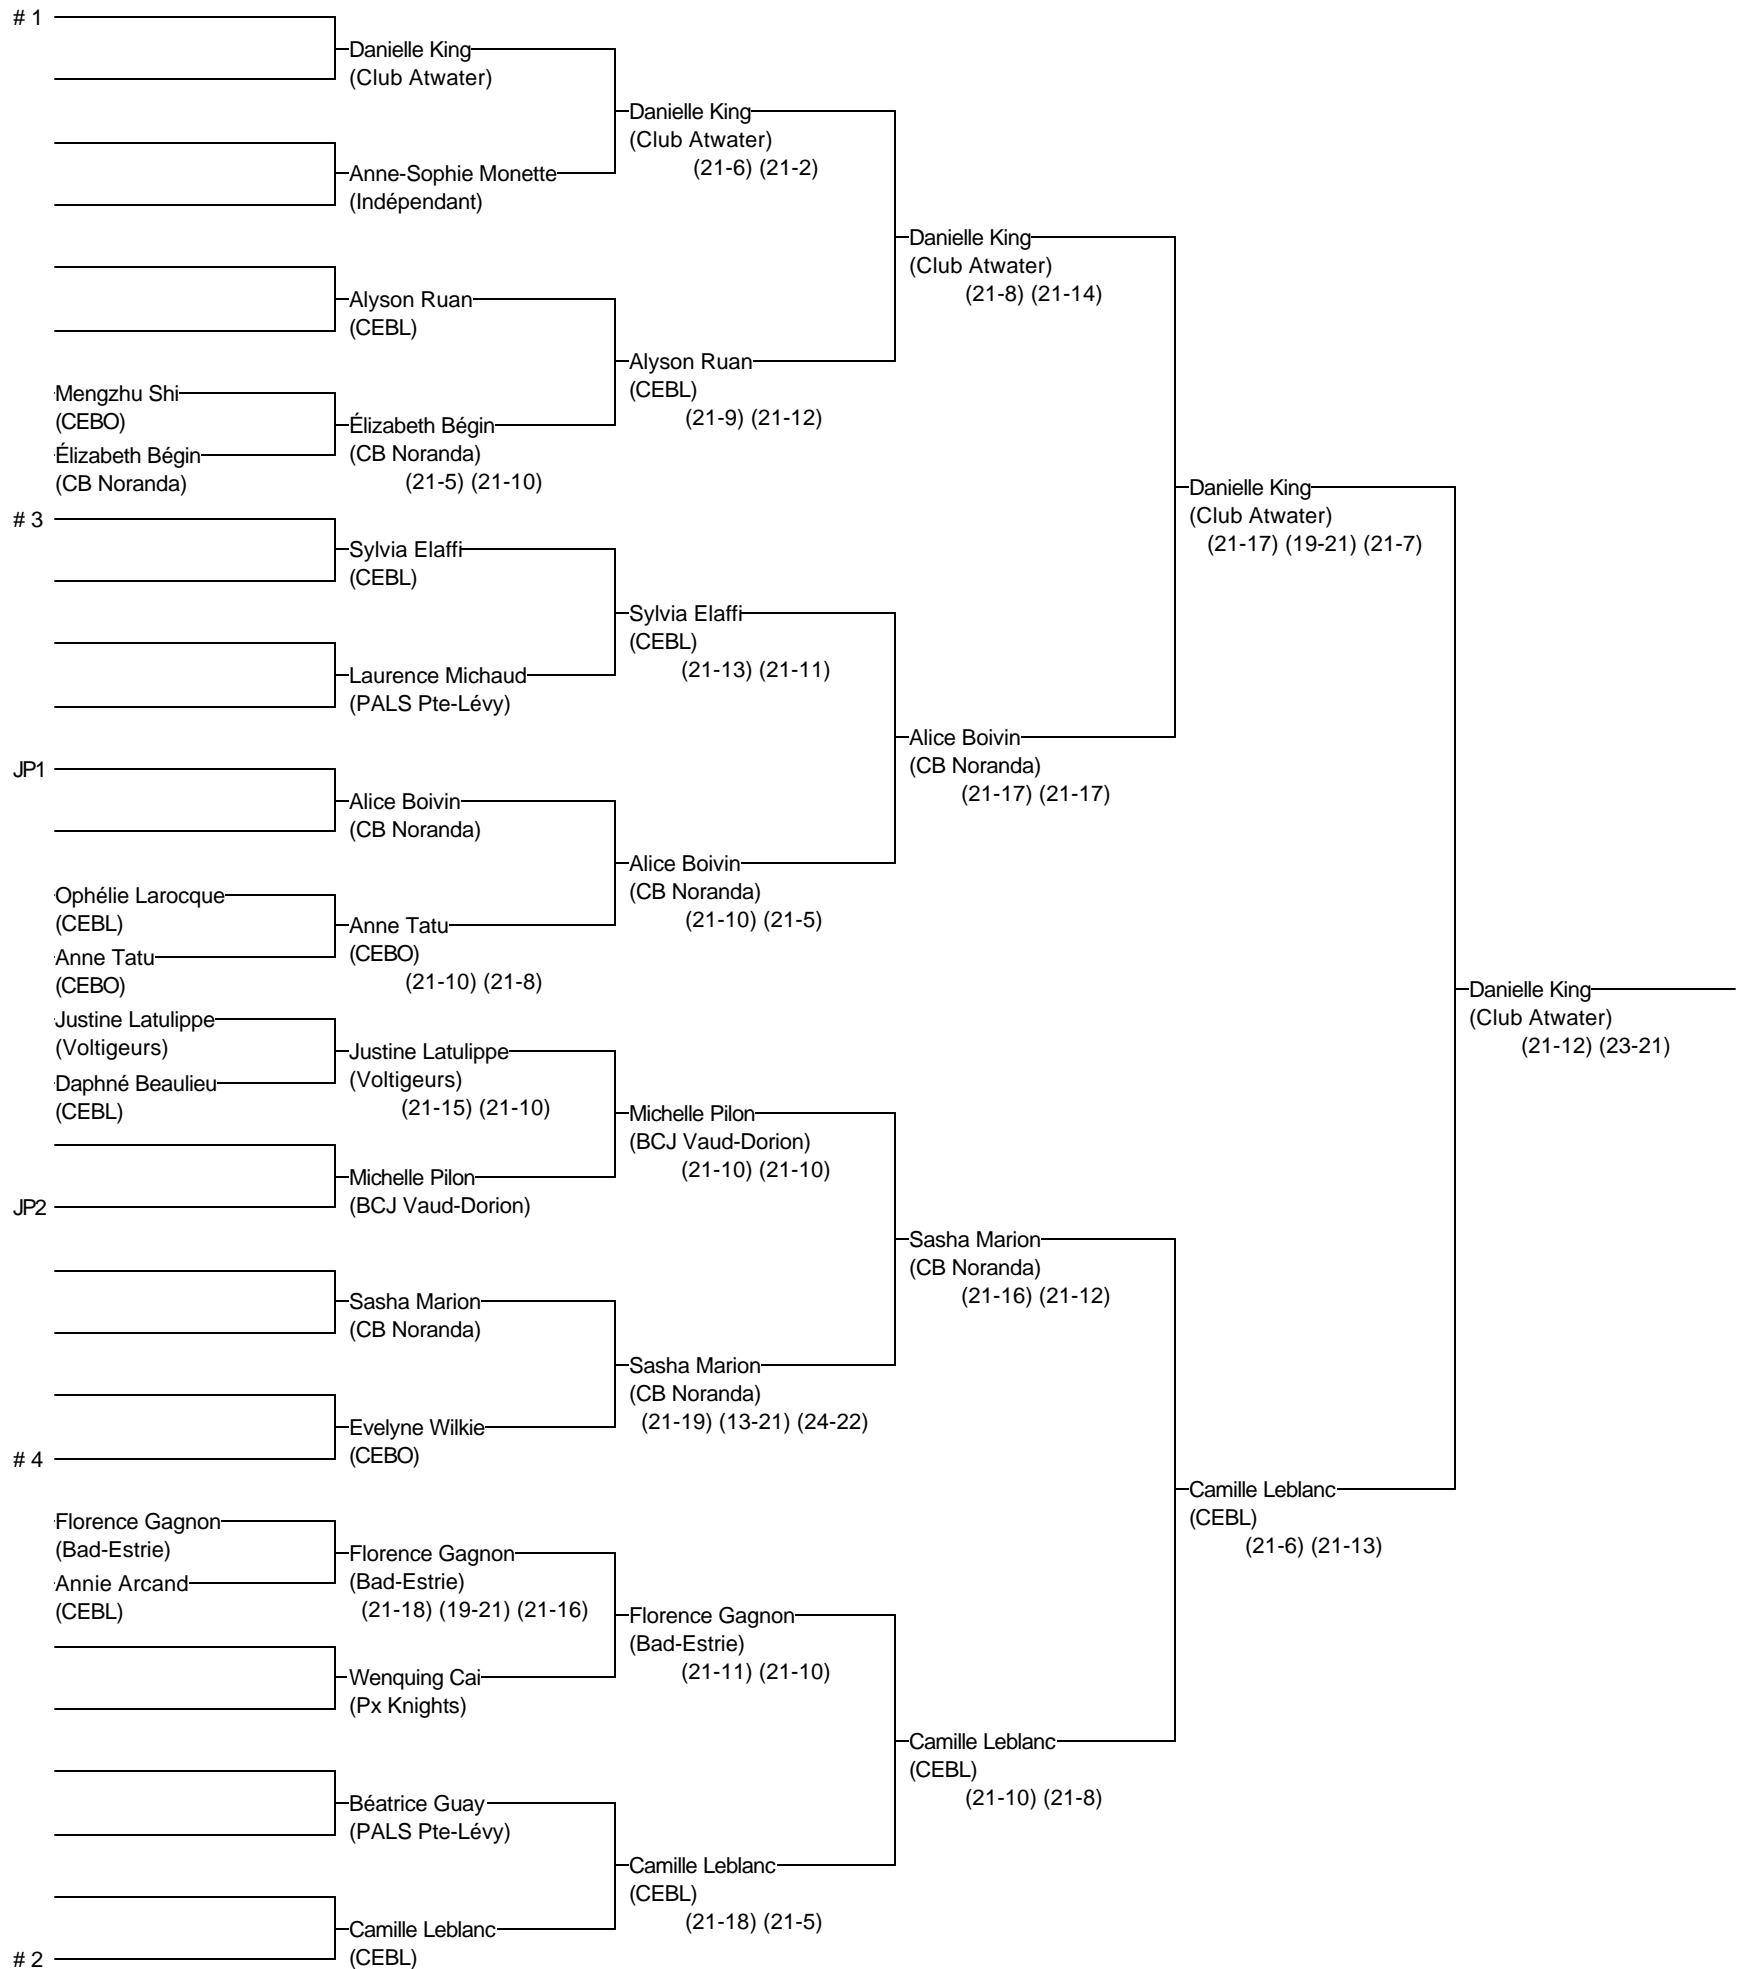 # 1
Danielle King
(Club Atwater)
Danielle King
(Club Atwater)
(21-6) (21-2)
Anne-Sophie Monette
(Indépendant)
Danielle King
(Club Atwater)
(21-8) (21-14)
Alyson Ruan
(CEBL)
Alyson Ruan
(CEBL)
(21-9) (21-12)
Mengzhu Shi
(CEBO)
Élizabeth Bégin
(CB Noranda)
Élizabeth Bégin
(CB Noranda)
(21-5) (21-10)
Danielle King
(Club Atwater)
(21-17) (19-21) (21-7)
# 3
Sylvia Elaffi
(CEBL)
Sylvia Elaffi
(CEBL)
(21-13) (21-11)
Laurence Michaud
(PALS Pte-Lévy)
Alice Boivin
(CB Noranda)
(21-17) (21-17)
JP1
Alice Boivin
(CB Noranda)
Alice Boivin
(CB Noranda)
(21-10) (21-5)
Ophélie Larocque
(CEBL)
Anne Tatu
(CEBO)
Anne Tatu
(CEBO)
(21-10) (21-8)
Danielle King
(Club Atwater)
(21-12) (23-21)
Justine Latulippe
(Voltigeurs)
Daphné Beaulieu
(CEBL)
Justine Latulippe
(Voltigeurs)
(21-15) (21-10)
Michelle Pilon
(BCJ Vaud-Dorion)
(21-10) (21-10)
Michelle Pilon
(BCJ Vaud-Dorion)
JP2
Sasha Marion
(CB Noranda)
(21-16) (21-12)
Sasha Marion
(CB Noranda)
Sasha Marion
(CB Noranda)
(21-19) (13-21) (24-22)
Evelyne Wilkie
(CEBO)
# 4
Camille Leblanc
(CEBL)
(21-6) (21-13)
Florence Gagnon
(Bad-Estrie)
Annie Arcand
(CEBL)
Florence Gagnon
(Bad-Estrie)
(21-18) (19-21) (21-16)
Florence Gagnon
(Bad-Estrie)
(21-11) (21-10)
Wenquing Cai
(Px Knights)
Camille Leblanc
(CEBL)
(21-10) (21-8)
Béatrice Guay
(PALS Pte-Lévy)
Camille Leblanc
(CEBL)
(21-18) (21-5)
Camille Leblanc
(CEBL)
# 2